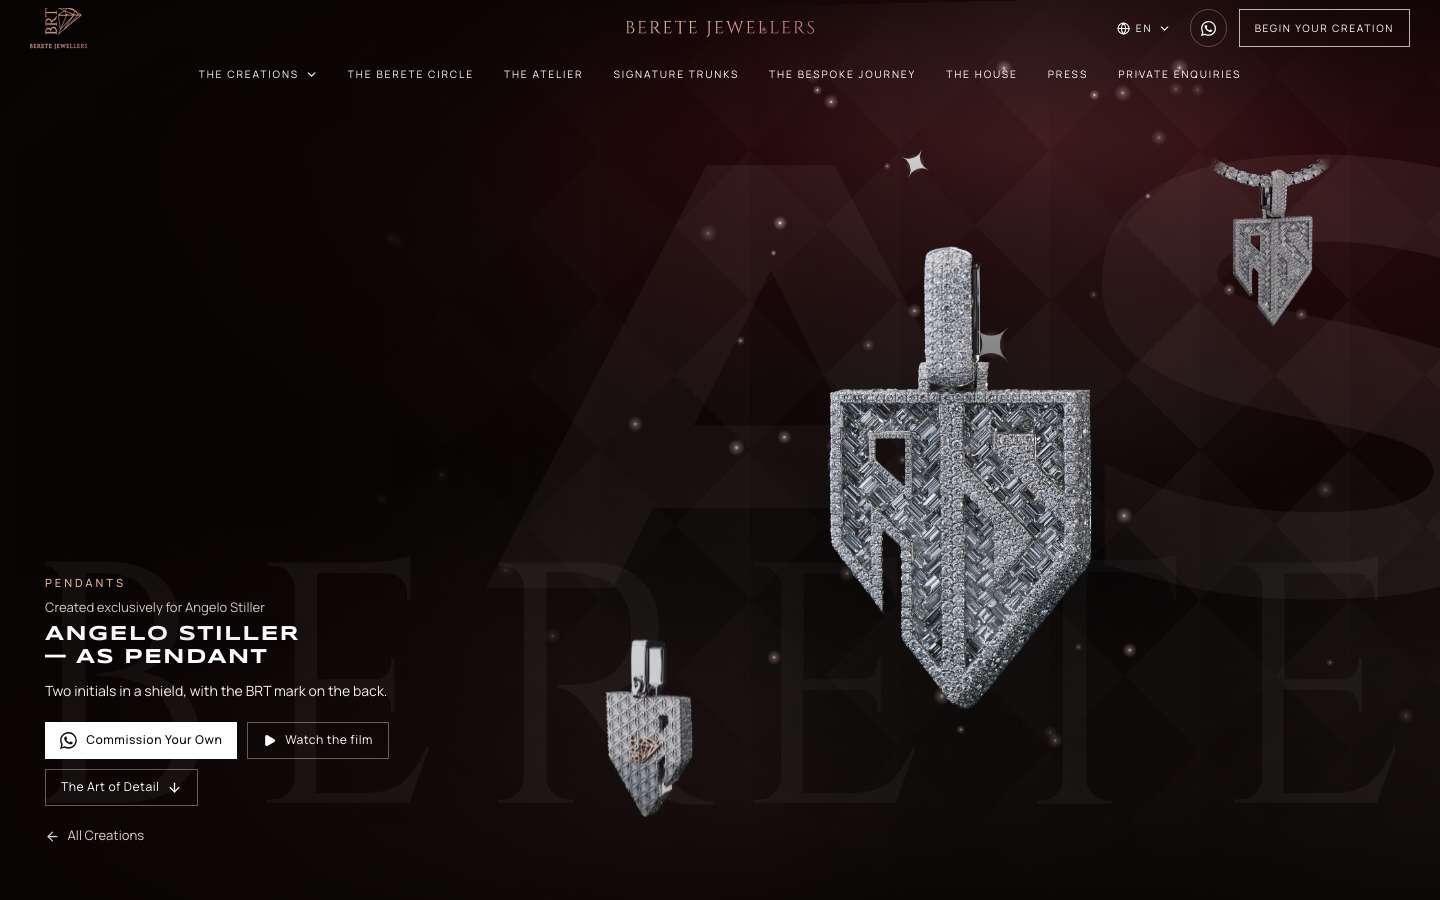 BRT
BERETE JEWELLERS
BERETE JEWELLERS
EN
BEGIN YOUR CREATION
THE CREATIONS
THE BERETE CIRCLE
THE ATELIER
SIGNATURE TRUNKS
THE BESPOKE JOURNEY
THE HOUSE
PRESS
PRIVATE ENQUIRIES
AS
AS
AS
BERETE
PENDANTS
Created exclusively for Angelo Stiller
ANGELO STILLER
— AS PENDANT
Two initials in a shield, with the BRT mark on the back.
Commission Your Own
Watch the film
The Art of Detail
All Creations